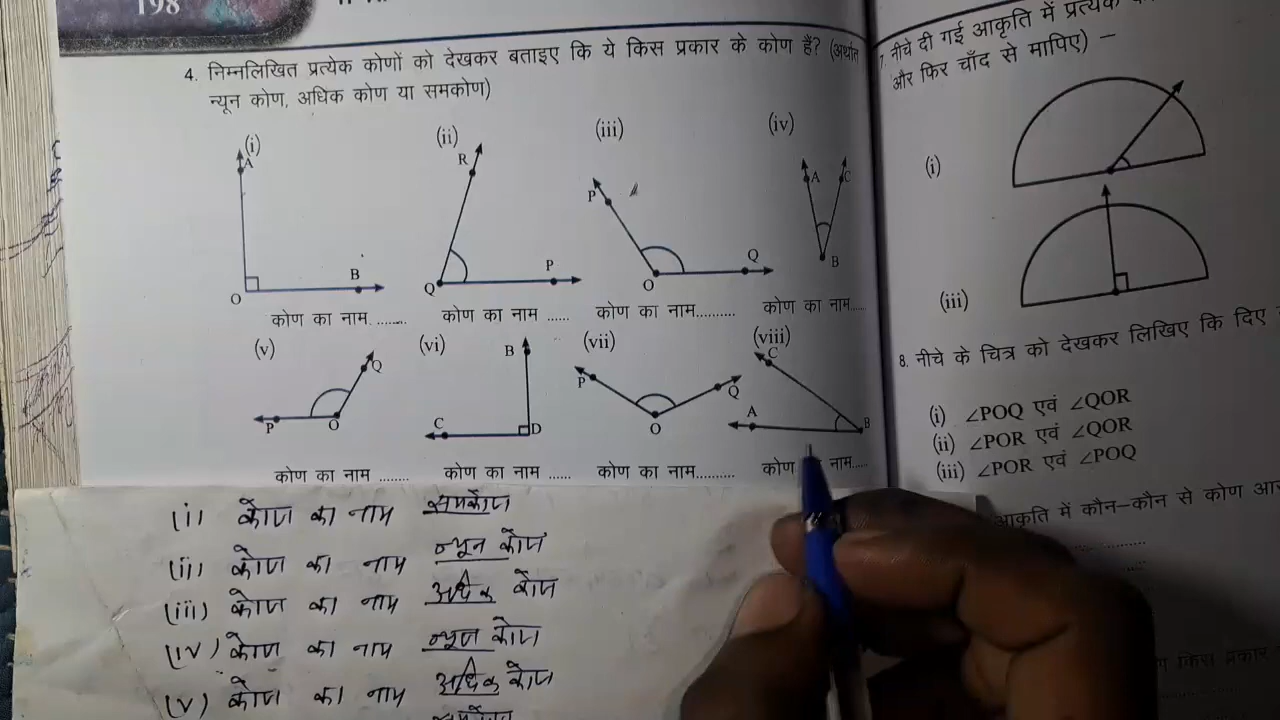 198
4. निम्नलिखित प्रत्येक कोणों को देखकर बताइए कि ये किस प्रकार के कोण हैं? (अर्थात
न्यून कोण, अधिक कोण या समकोण)
(i) (ii) (iii) (iv)
A O B
R Q P
P O Q
A C B
कोण का नाम ........ कोण का नाम ...... कोण का नाम.......... कोण का नाम.....
(v) (vi) (vii) (viii)
P O Q
B C D
P O Q
C A B
कोण का नाम ........ कोण का नाम ...... कोण का नाम.......... कोण नाम.....
(i) कोण का नाम समकोण
(ii) कोण का नाम न्यून कोण
(iii) कोण का नाम अधिक कोण
(iv) कोण का नाम न्यून कोण
(v) कोण का नाम अधिक कोण
7. नीचे दी गई आकृति में प्रत्येक
और फिर चाँद से मापिए) –
(i)
(iii)
8. नीचे के चित्र को देखकर लिखिए कि दिए
(i) ∠POQ एवं ∠QOR
(ii) ∠POR एवं ∠QOR
(iii) ∠POR एवं ∠POQ
आकृति में कौन–कौन से कोण
किस प्रकार